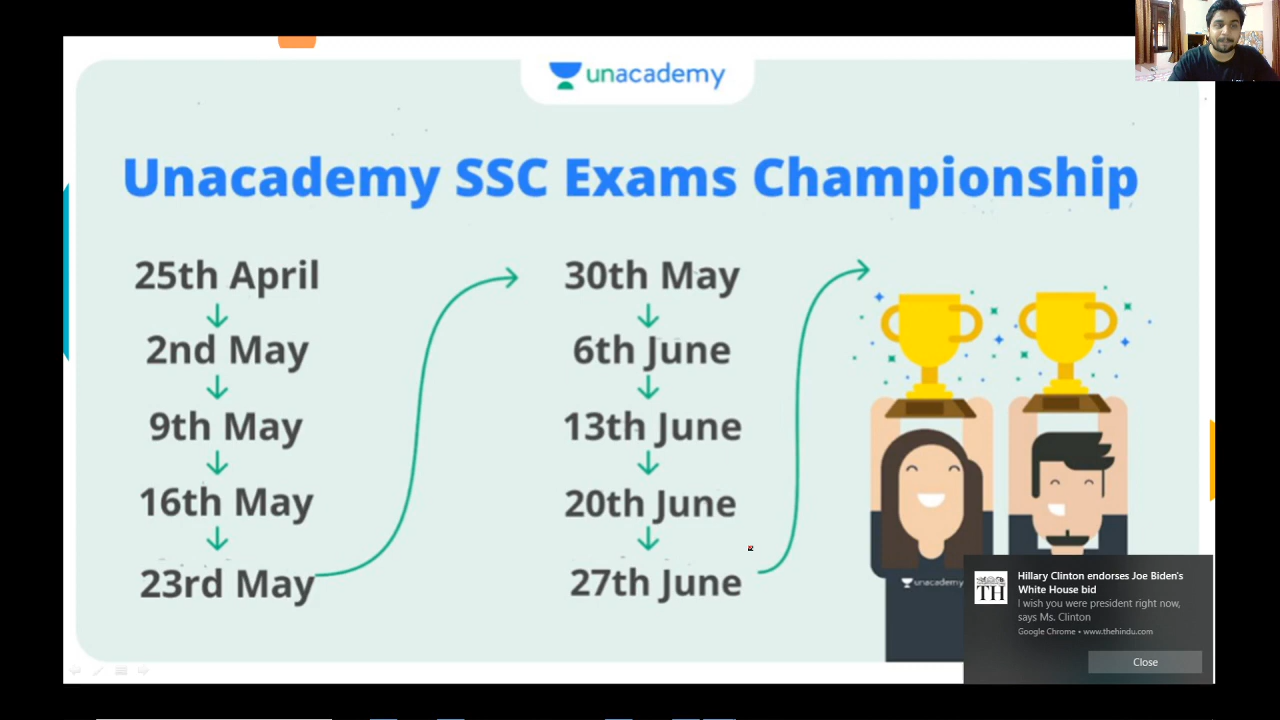 unacademy
Unacademy SSC Exams Championship
25th April
2nd May
9th May
16th May
23rd May
30th May
6th June
13th June
20th June
27th June
unacademy
TH
Hillary Clinton endorses Joe Biden's
White House bid
I wish you were president right now,
says Ms. Clinton
Google Chrome • www.thehindu.com
Close